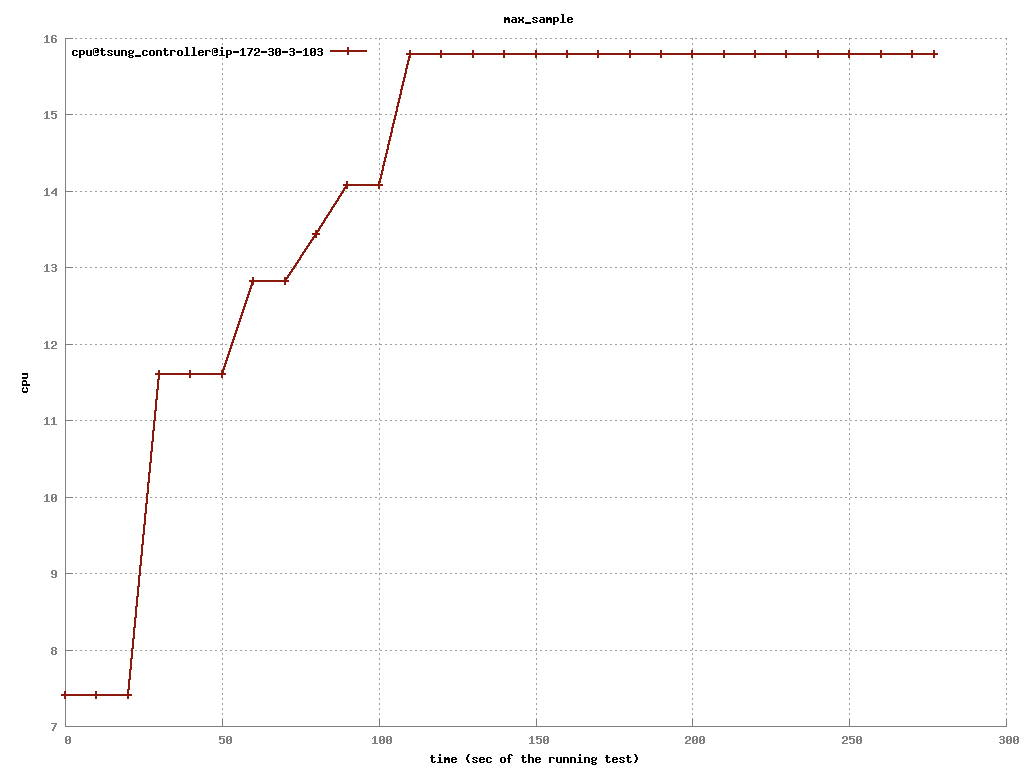 max_sample
cpu@tsung_controller@ip-172-30-3-103
16
15
14
13
12
11
10
9
8
7
cpu
0 50 100 150 200 250 300
time (sec of the running test)